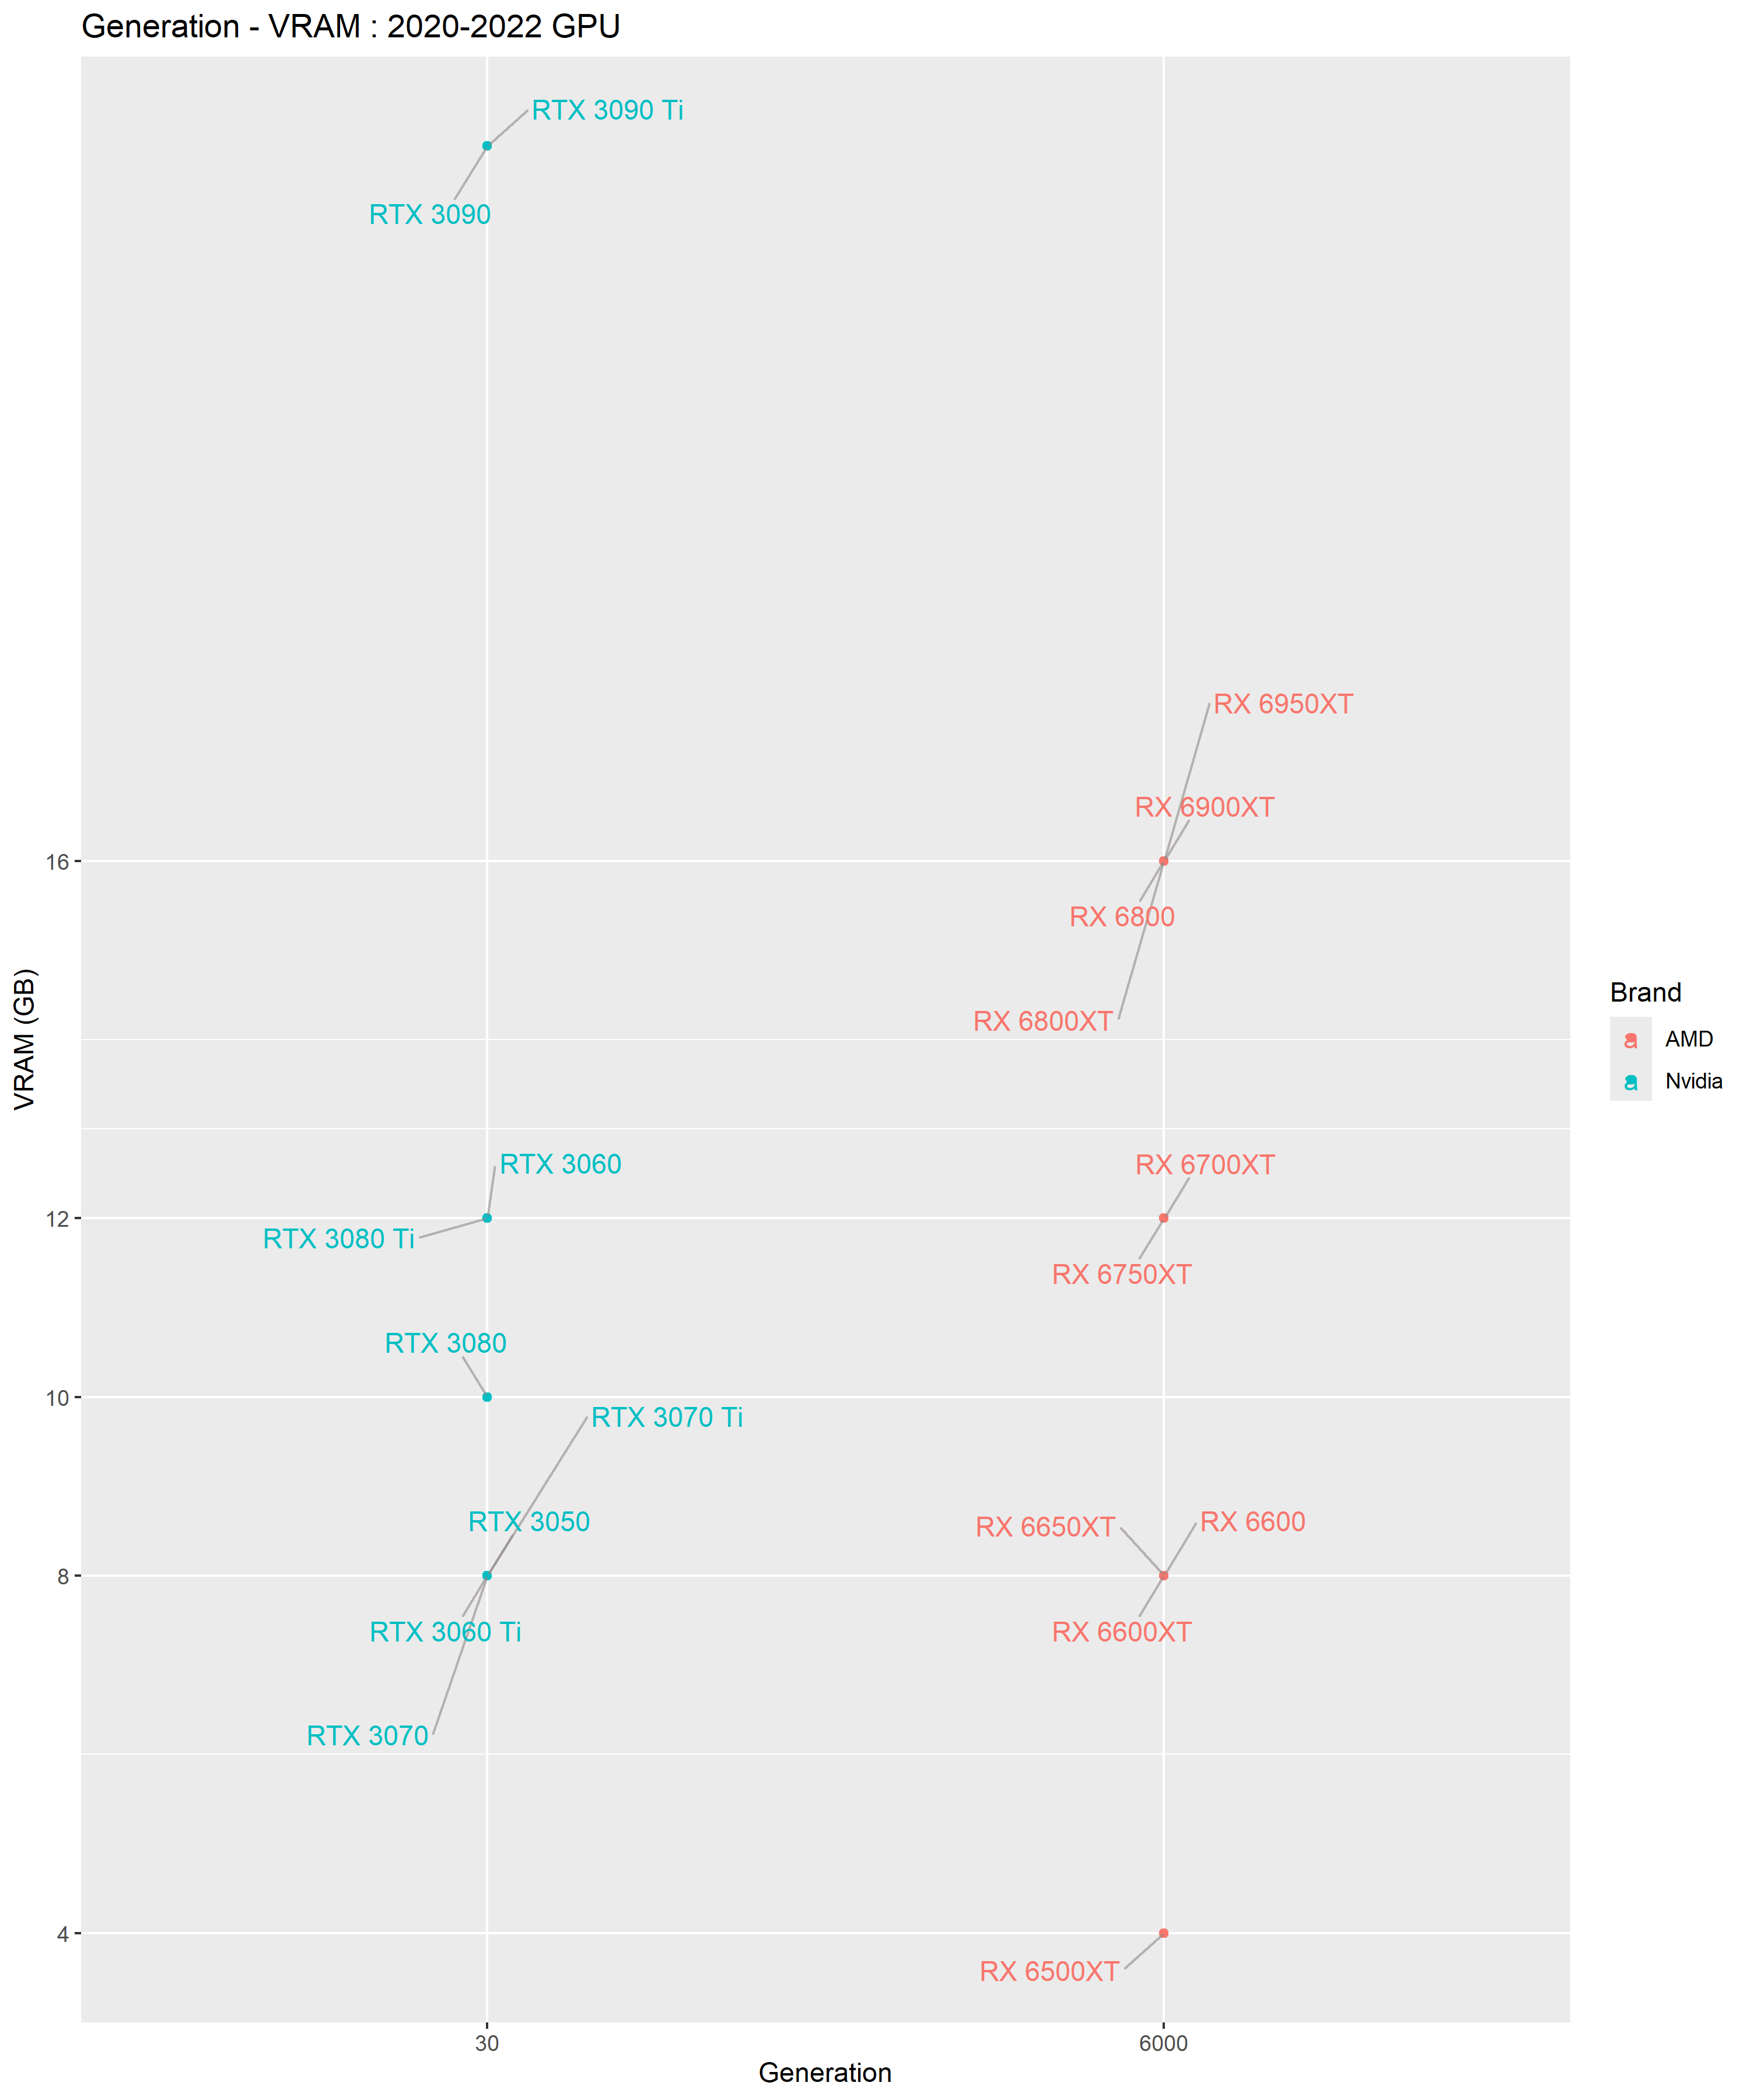 Generation - VRAM : 2020-2022 GPU
RTX 3090 Ti
RTX 3090
RX 6950XT
RX 6900XT
16
RX 6800
RX 6800XT
VRAM (GB)
Brand
a AMD
a Nvidia
RTX 3060
RX 6700XT
12
RTX 3080 Ti
RX 6750XT
RTX 3080
10
RTX 3070 Ti
RTX 3050
RX 6650XT
RX 6600
8
RTX 3060 Ti
RX 6600XT
RTX 3070
4
RX 6500XT
30
6000
Generation